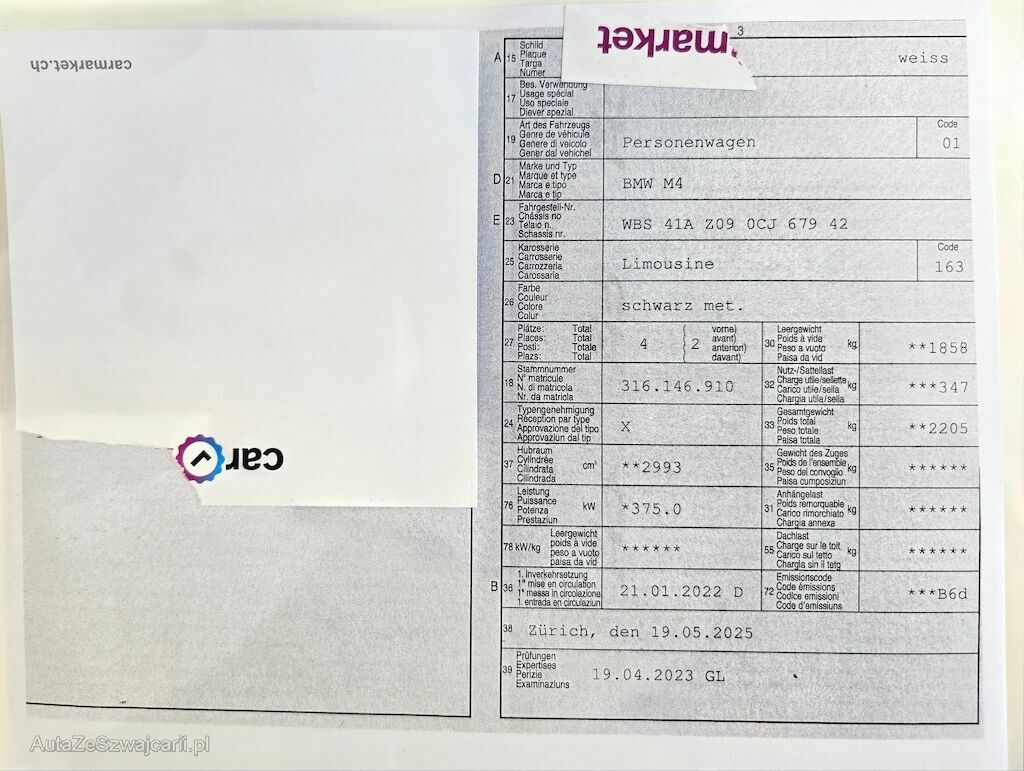 carmarket.ch
car
market
3
A 15 Schild
Plaque
Targa
Numer
weiss
17 Bes. Verwendung
Usage spécial
Uso speciale
Diever spezial
19 Art des Fahrzeugs
Genre de véhicule
Genere di veicolo
Gener dal vehichel
Personenwagen
Code
01
D 21 Marke und Typ
Marque et type
Marca e tipo
Marca e tip
BMW M4
E 23 Fahrgestell-Nr.
Châssis no
Telaio n.
Schassis nr.
WBS 41A Z09 0CJ 679 42
25 Karosserie
Carrosserie
Carrozzeria
Carossaria
Limousine
Code
163
26 Farbe
Couleur
Colore
Colur
schwarz met.
27 Plätze: Total
Places: Total
Posti: Totale
Plazs: Total
4
2
vorne)
avant)
anteriori)
davant)
30 Leergewicht
Poids à vide
Peso a vuoto
Paisa da vid
kg
**1858
18 Stammnummer
N° matricule
N. di matricola
Nr. da matricla
316.146.910
32 Nutz-/Sattellast
Charge utile/sellette
Carico utile/sella
Chargia utila/sella
kg
***347
24 Typengenehmigung
Réception par type
Approvazione del tipo
Approvaziun dal tip
X
33 Gesamtgewicht
Poids total
Peso totale
Paisa totala
kg
**2205
37 Hubraum
Cylindrée
Cilindrata
Cilindrada
cm³
**2993
35 Gewicht des Zuges
Poids de l'ensemble
Peso del convoglio
Paisa cumposiziun
kg
******
76 Leistung
Puissance
Potenza
Prestaziun
kW
*375.0
31 Anhängelast
Poids remorquable
Carico rimorchiato
Chargia annexa
kg
******
78 kW/kg Leergewicht
poids à vide
peso a vuoto
paisa da vid
******
55 Dachlast
Charge sur le toit
Carico sul tetto
Chargia sin il tetg
kg
******
B 36 1. Inverkehrsetzung
1re mise en circulation
1a messa in circolazione
1. entrada en circulaziun
21.01.2022 D
72 Emissionscode
Code émissions
Codice emissioni
Code d'emissiuns
***B6d
38 Zürich, den 19.05.2025
39 Prüfungen
Expertises
Perizie
Examinaziuns
19.04.2023 GL
AutaZeSzwajcarii.pl